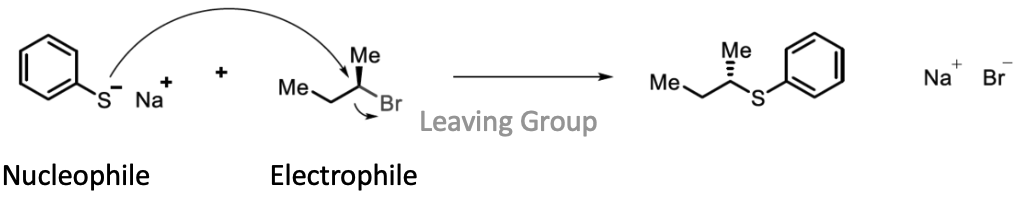 Me Me
Me + Me
S⁻ Na⁺ Br S Na⁺ Br⁻
Leaving Group
Nucleophile Electrophile